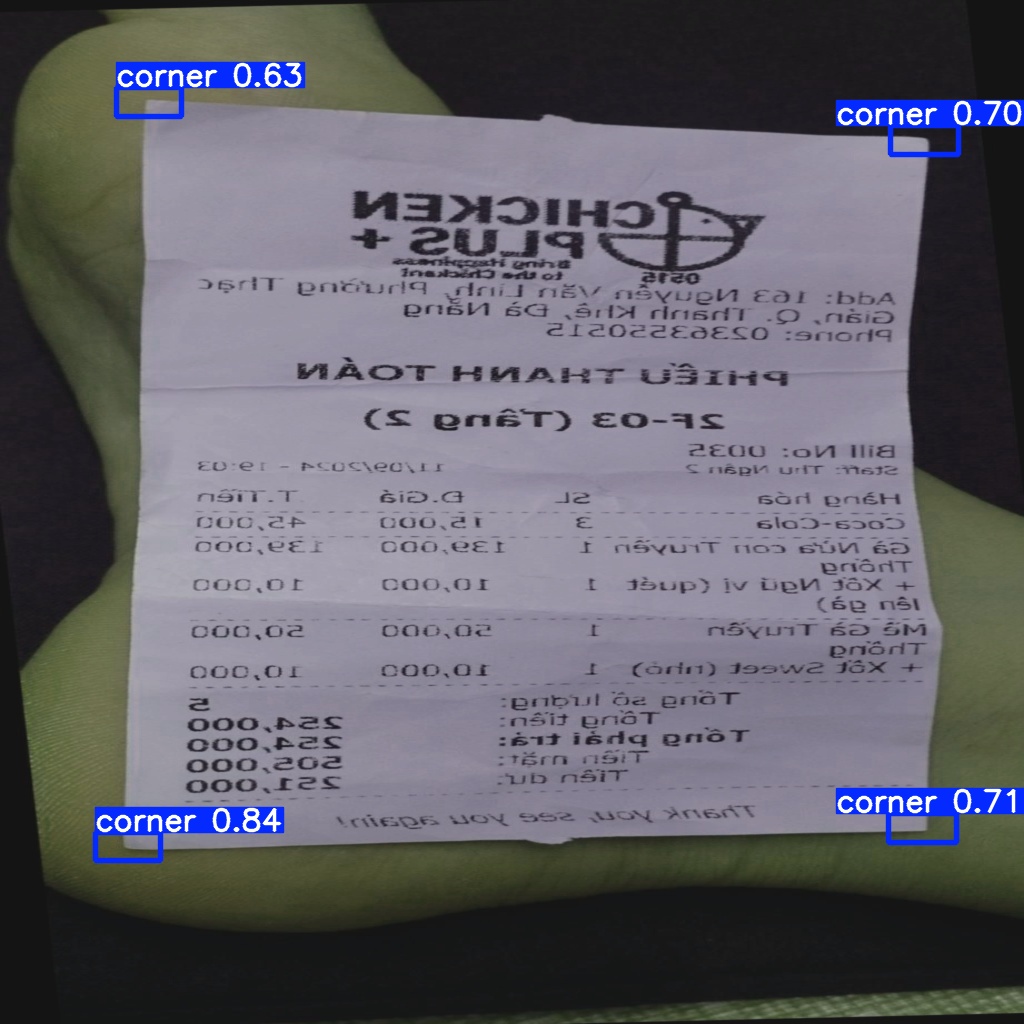 corner 0.63
corner 0.70
CHICKEN
PLUS +
Bring Happiness
to the Chickent
0515
Add: 163 Nguyễn Văn Linh, Phường Thạc
Gián, Q. Thanh Khê, Đà Nẵng
Phone: 02363550515
PHIẾU THANH TOÁN
2F-03 (Tầng 2)
Bill No: 0035
Staff: Thu Ngân 2 11/09/2024 - 19:03
Hàng hóa SL Đ.Giá T.Tiền
Coca-Cola 3 15,000 45,000
Gà Nửa con Truyền 1 139,000 139,000
Thống
+ Xốt Ngũ vị (quét 1 10,000 10,000
lên gà)
Mề Gà Truyền 1 50,000 50,000
Thống
+ Xốt Sweet (nhỏ) 1 10,000 10,000
Tổng số lượng: 5
Tổng tiền: 254,000
Tổng phải trả: 254,000
Tiền mặt: 505,000
Tiền dư: 251,000
Thank you, see you again!
corner 0.84
corner 0.71